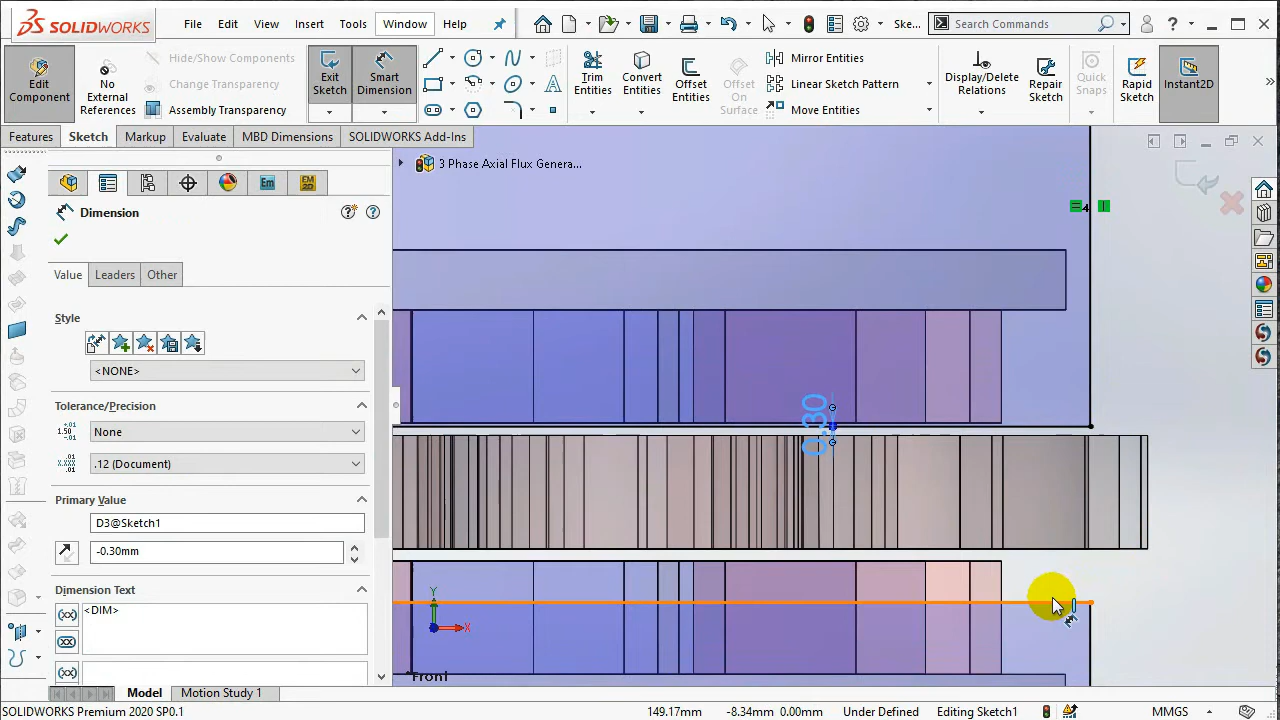 SOLIDWORKS File Edit View Insert Tools Window Help Ske... Search Commands
Edit Component
No External References
Hide/Show Components
Change Transparency
Assembly Transparency
Exit Sketch
Smart Dimension
Trim Entities
Convert Entities
Offset Entities
Offset On Surface
Mirror Entities
Linear Sketch Pattern
Move Entities
Display/Delete Relations
Repair Sketch
Quick Snaps
Rapid Sketch
Instant2D
Features Sketch Markup Evaluate MBD Dimensions SOLIDWORKS Add-Ins
3 Phase Axial Flux Genera...
Dimension
Value Leaders Other
Style
<NONE>
Tolerance/Precision
None
.12 (Document)
Primary Value
D3@Sketch1
-0.30mm
Dimension Text
<DIM>
4
0.30
Y
X
*Front
Model Motion Study 1
SOLIDWORKS Premium 2020 SP0.1 149.17mm -8.34mm 0.00mm Under Defined Editing Sketch1 MMGS